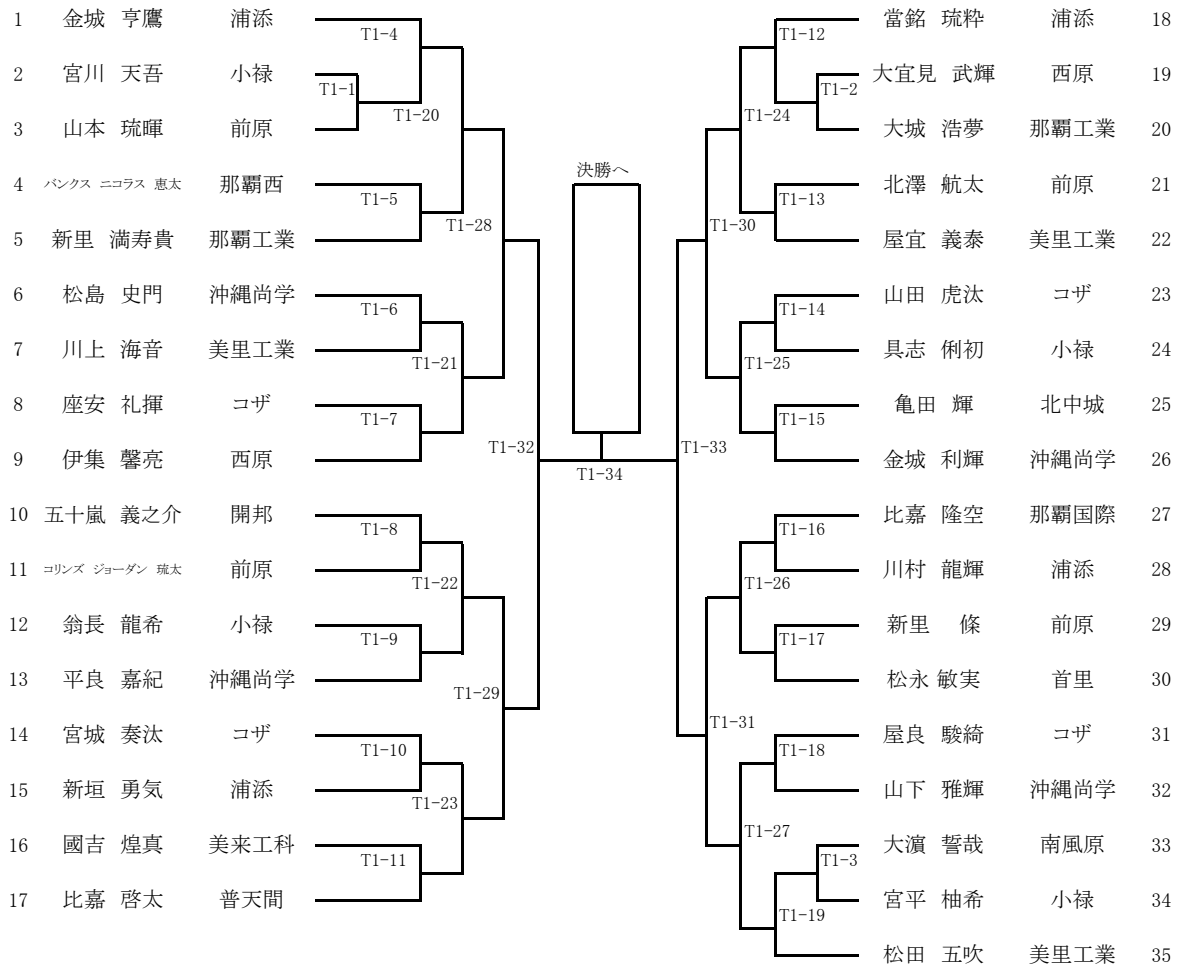 1 金城 亨鷹 浦添
T1-4
2 宮川 天吾 小禄
T1-1
3 山本 琉暉 前原
T1-20
4 バンクス ニコラス 恵太 那覇西
T1-5
5 新里 満寿貴 那覇工業
T1-28
6 松島 史門 沖縄尚学
T1-6
7 川上 海音 美里工業
T1-21
8 座安 礼揮 コザ
T1-7
9 伊集 馨亮 西原
T1-32
10 五十嵐 義之介 開邦
T1-8
11 コリンズ ジョーダン 琉太 前原
T1-22
12 翁長 龍希 小禄
T1-9
13 平良 嘉紀 沖縄尚学
T1-29
14 宮城 奏汰 コザ
T1-10
15 新垣 勇気 浦添
T1-23
16 國吉 煌真 美来工科
T1-11
17 比嘉 啓太 普天間
決勝へ
T1-34
當銘 琉粋 浦添 18
T1-12
大宜見 武輝 西原 19
T1-2
大城 浩夢 那覇工業 20
T1-24
北澤 航太 前原 21
T1-13
屋宜 義泰 美里工業 22
T1-30
山田 虎汰 コザ 23
T1-14
具志 俐初 小禄 24
T1-25
亀田 輝 北中城 25
T1-15
金城 利輝 沖縄尚学 26
T1-33
比嘉 隆空 那覇国際 27
T1-16
川村 龍輝 浦添 28
T1-26
新里 條 前原 29
T1-17
松永 敏実 首里 30
T1-31
屋良 駿綺 コザ 31
T1-18
山下 雅輝 沖縄尚学 32
T1-27
大濵 誓哉 南風原 33
T1-3
宮平 柚希 小禄 34
T1-19
松田 五吹 美里工業 35